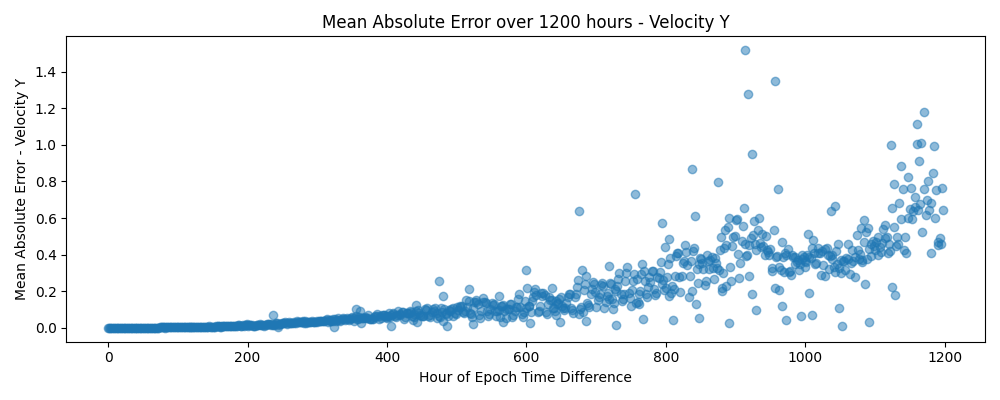 Mean Absolute Error over 1200 hours - Velocity Y
Mean Absolute Error - Velocity Y
1.4
1.2
1.0
0.8
0.6
0.4
0.2
0.0
0 200 400 600 800 1000 1200
Hour of Epoch Time Difference